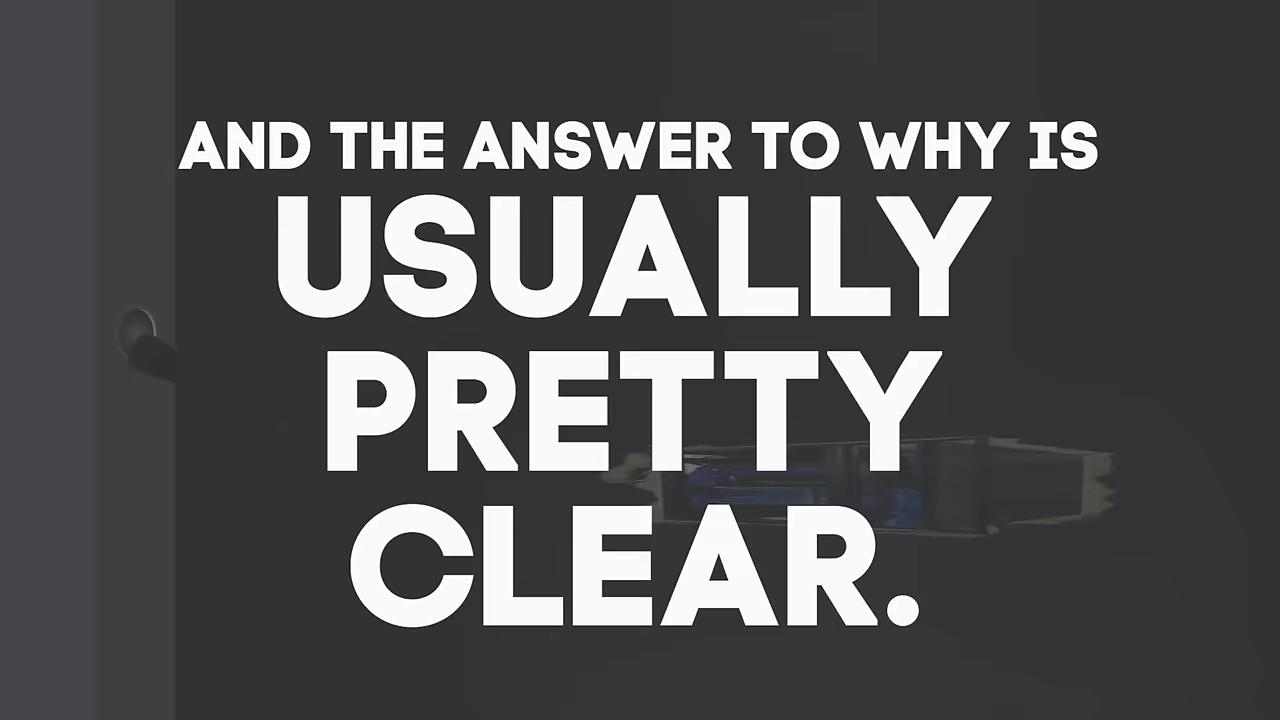 AND THE ANSWER TO WHY IS
USUALLY
PRETTY
CLEAR.